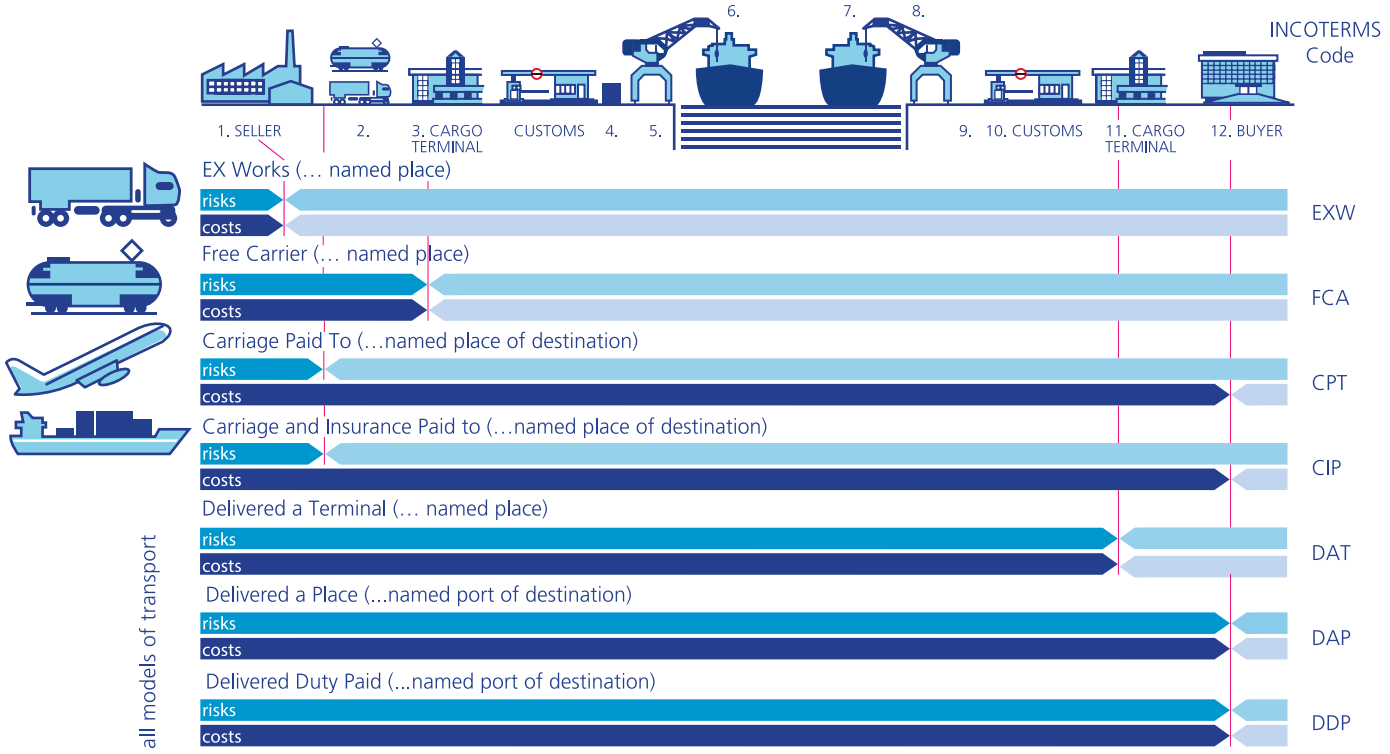 6. 7. 8.
INCOTERMS
Code
1. SELLER 2. 3. CARGO CUSTOMS 4. 5. 9. 10. CUSTOMS 11. CARGO 12. BUYER
TERMINAL TERMINAL
EX Works (... named place)
risks
costs
EXW
Free Carrier (... named place)
risks
costs
FCA
Carriage Paid To (...named place of destination)
risks
costs
CPT
Carriage and Insurance Paid to (...named place of destination)
risks
costs
CIP
Delivered a Terminal (... named place)
risks
costs
DAT
Delivered a Place (...named port of destination)
risks
costs
DAP
Delivered Duty Paid (...named port of destination)
risks
costs
DDP
all models of transport